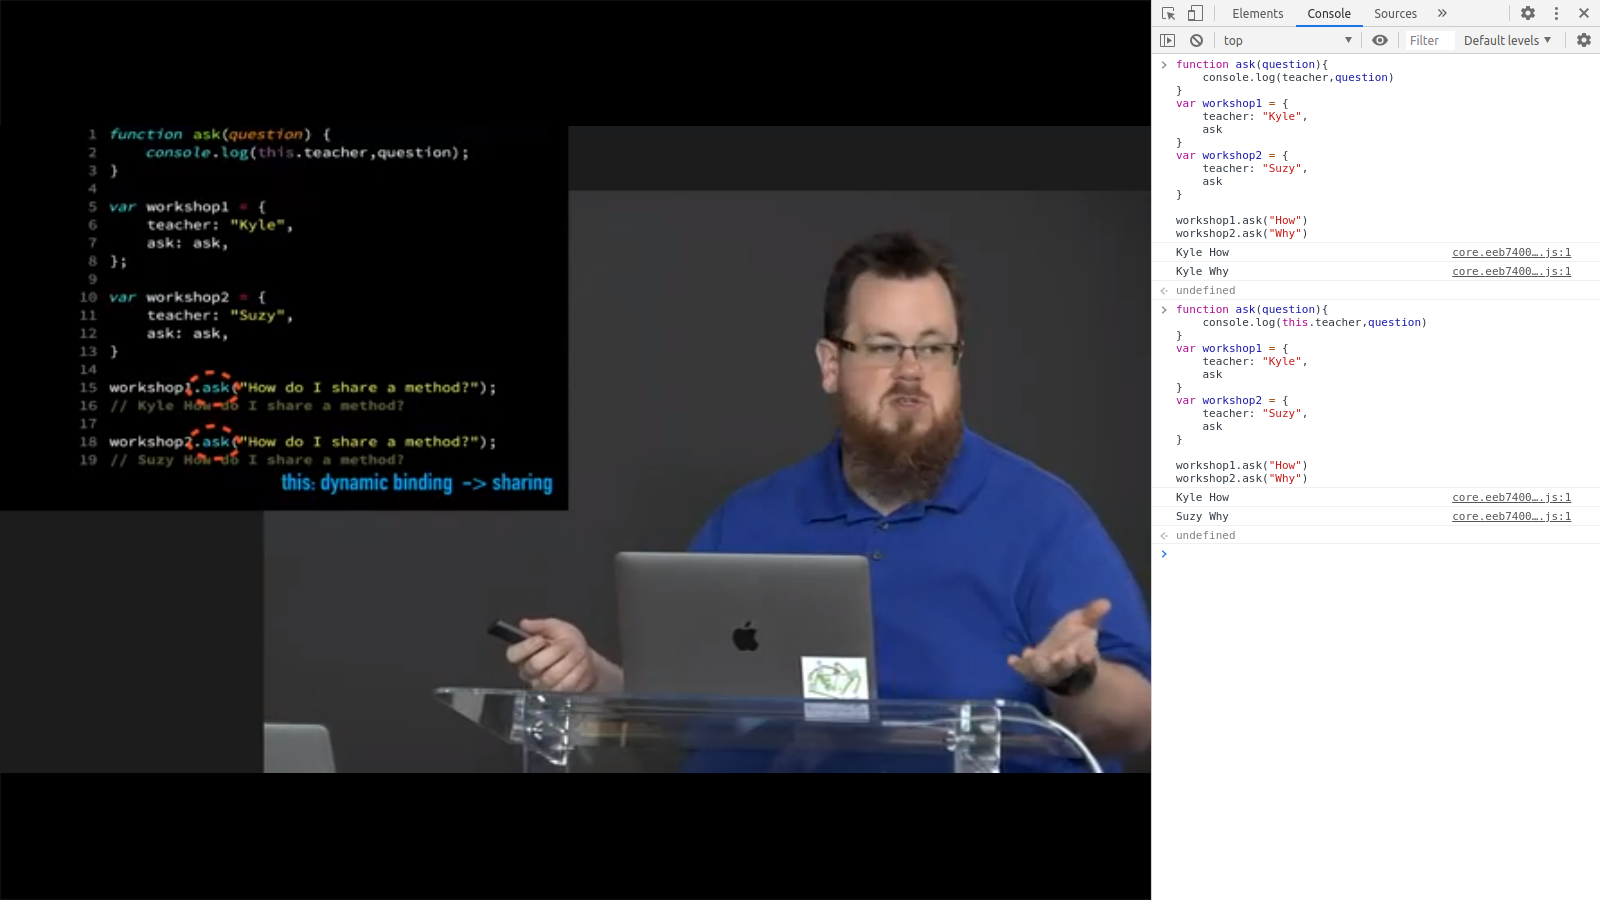 1 function ask(question) {
2 console.log(this.teacher,question);
3 }
4
5 var workshop1 = {
6 teacher: "Kyle",
7 ask: ask,
8 };
9
10 var workshop2 = {
11 teacher: "Suzy",
12 ask: ask,
13 }
14
15 workshop1.ask("How do I share a method?");
16 // Kyle How do I share a method?
17
18 workshop2.ask("How do I share a method?");
19 // Suzy How do I share a method?
this: dynamic binding -> sharing
Elements Console Sources »
top Filter Default levels
function ask(question){
console.log(teacher,question)
}
var workshop1 = {
teacher: "Kyle",
ask
}
var workshop2 = {
teacher: "Suzy",
ask
}
workshop1.ask("How")
workshop2.ask("Why")
Kyle How core.eeb7400….js:1
Kyle Why core.eeb7400….js:1
undefined
function ask(question){
console.log(this.teacher,question)
}
var workshop1 = {
teacher: "Kyle",
ask
}
var workshop2 = {
teacher: "Suzy",
ask
}
workshop1.ask("How")
workshop2.ask("Why")
Kyle How core.eeb7400….js:1
Suzy Why core.eeb7400….js:1
undefined